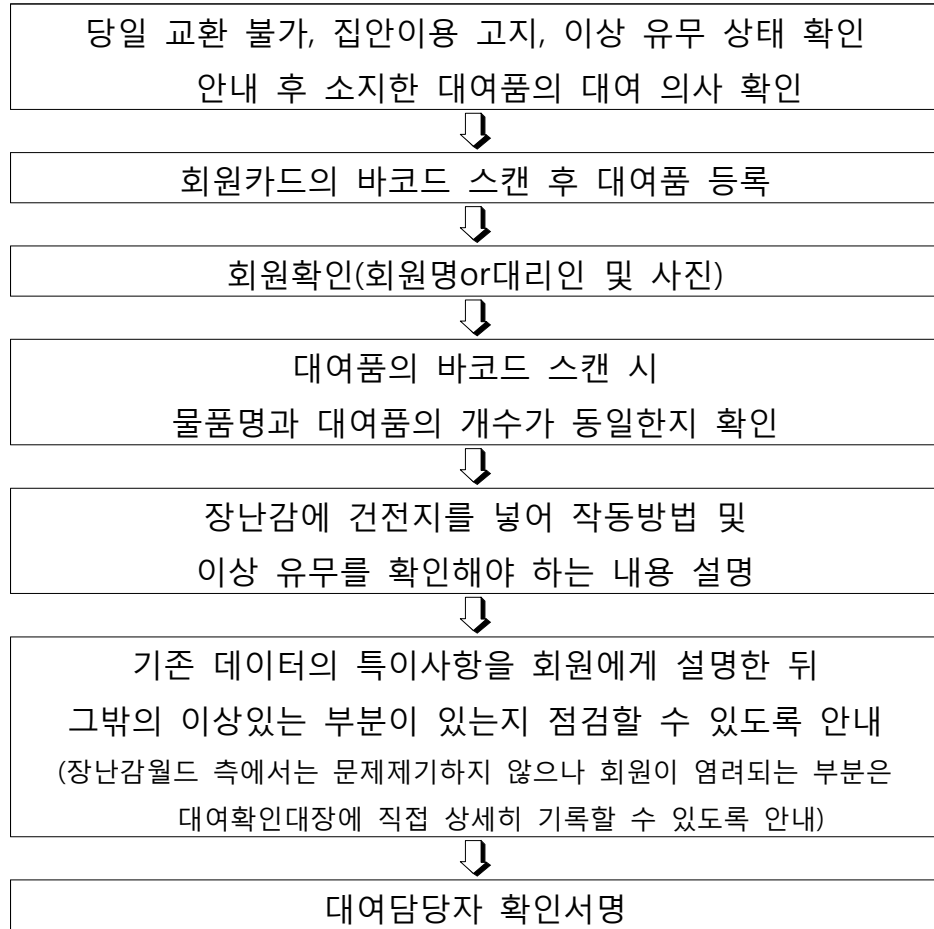 당일 교환 불가, 집안이용 고지, 이상 유무 상태 확인
안내 후 소지한 대여품의 대여 의사 확인
회원카드의 바코드 스캔 후 대여품 등록
회원확인(회원명or대리인 및 사진)
대여품의 바코드 스캔 시
물품명과 대여품의 개수가 동일한지 확인
장난감에 건전지를 넣어 작동방법 및
이상 유무를 확인해야 하는 내용 설명
기존 데이터의 특이사항을 회원에게 설명한 뒤
그밖의 이상있는 부분이 있는지 점검할 수 있도록 안내
(장난감월드 측에서는 문제제기하지 않으나 회원이 염려되는 부분은
대여확인대장에 직접 상세히 기록할 수 있도록 안내)
대여담당자 확인서명